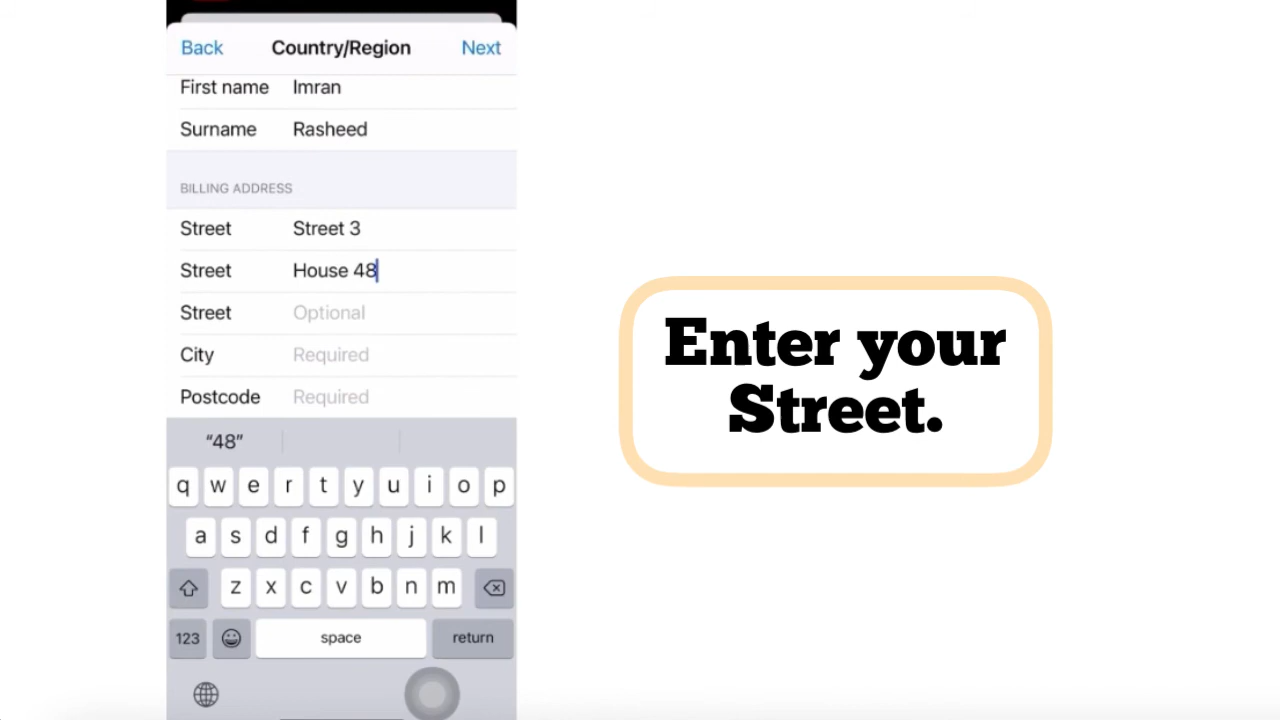 Back Country/Region Next
First name Imran
Surname Rasheed
BILLING ADDRESS
Street Street 3
Street House 48
Street Optional
City Required
Postcode Required
“48”
q w e r t y u i o p
a s d f g h j k l
z x c v b n m
123 space return
Enter your
Street.